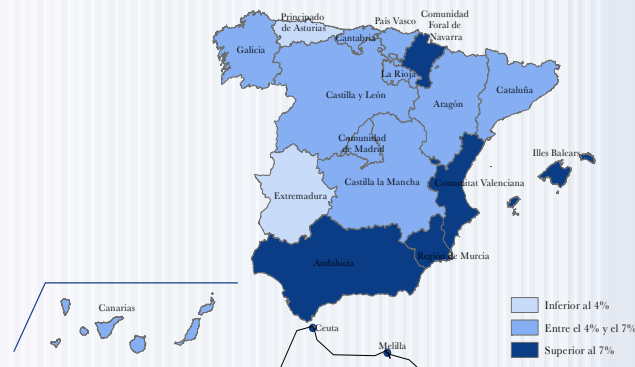 Principado
de Asturias
Cantabria
País Vasco
Comunidad
Foral de
Navarra
Galicia
La Rioja
Castilla y León
Aragón
Cataluña
Comunidad
de Madrid
Illes Balears
Extremadura
Castilla la Mancha
Comunitat Valenciana
Andalucía
Región de Murcia
Canarias
Ceuta
Melilla
Inferior al 4%
Entre el 4% y el 7%
Superior al 7%